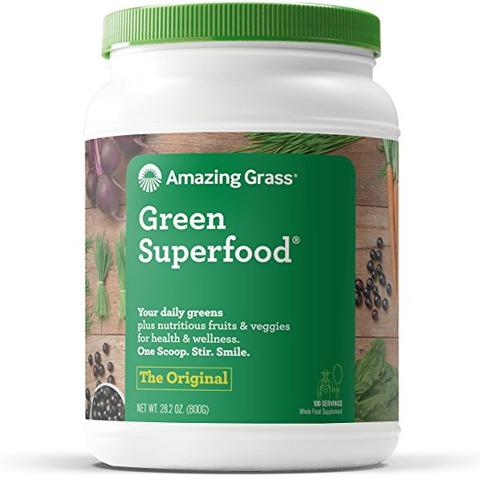 Amazing Grass®
Green
Superfood®
Your daily greens
plus nutritious fruits & veggies
for health & wellness.
One Scoop. Stir. Smile.
The Original
NET WT. 28.2 OZ. (800G)
100 SERVINGS
Whole Food Supplement